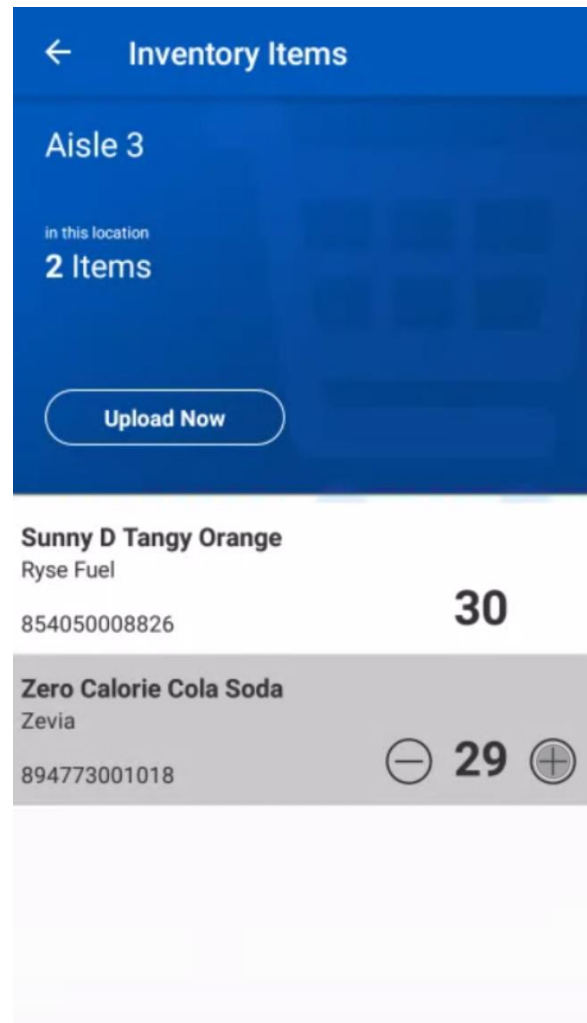 Inventory Items
Aisle 3
in this location
2 Items
Upload Now
Sunny D Tangy Orange
Ryse Fuel
854050008826
30
Zero Calorie Cola Soda
Zevia
894773001018
29